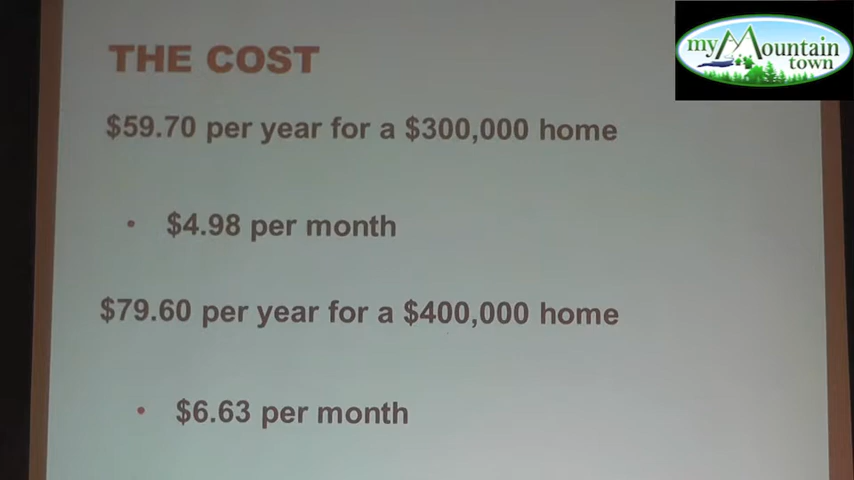 my Mountain
town
THE COST
$59.70 per year for a $300,000 home
• $4.98 per month
$79.60 per year for a $400,000 home
• $6.63 per month